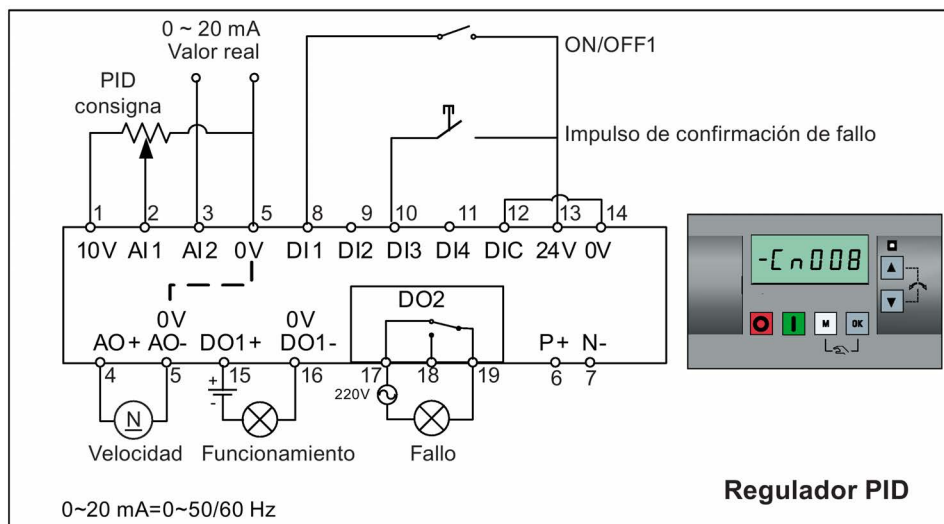 0 ~ 20 mA
Valor real
PID
consigna
ON/OFF1
Impulso de confirmación de fallo
1 2 3 5 8 9 10 11 12 13 14
10V AI1 AI2 0V DI1 DI2 DI3 DI4 DIC 24V 0V
-Cn008
M OK
DO2
0V 0V
AO+ AO- DO1+ DO1- P+ N-
4 5 15 16 17 18 19 6 7
+
-
220V
N
Velocidad Funcionamiento Fallo
Regulador PID
0~20 mA=0~50/60 Hz